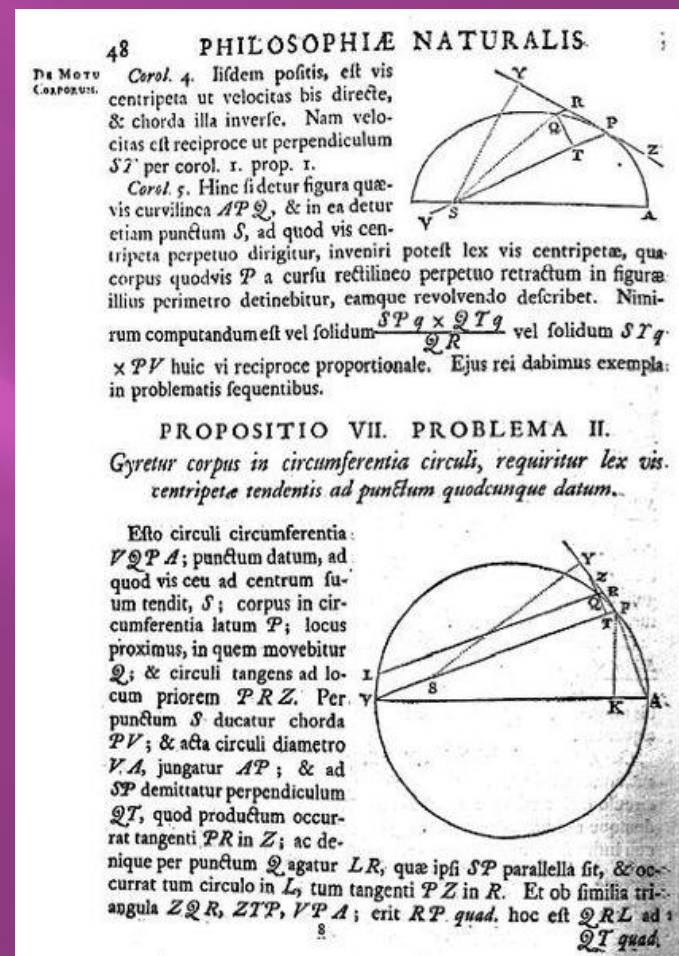 48 PHILOSOPHIÆ NATURALIS
DE MOTU
CORPORUM.
Corol. 4. Iiſdem poſitis, eſt vis
centripeta ut velocitas bis directe,
& chorda illa inverſe. Nam velo-
citas eſt reciproce ut perpendiculum
SY per corol. 1. prop. 1.
Corol. 5. Hinc ſi detur figura quæ-
vis curvilinea APQ, & in ea detur
etiam punctum S, ad quod vis cen-
tripeta perpetuo dirigitur, inveniri poteſt lex vis centripetæ, qua
corpus quodvis P a curſu rectilineo perpetuo retractum in figuræ
illius perimetro detinebitur, eamque revolvendo deſcribet. Nimi-
rum computandum eſt vel ſolidum SPq × QTq / QR vel ſolidum SYq
× PV huic vi reciproce proportionale. Ejus rei dabimus exempla
in problematis ſequentibus.
Y
R
Q
P
T
Z
S
V
A
PROPOSITIO VII. PROBLEMA II.
Gyretur corpus in circumferentia circuli, requiritur lex vis
centripetæ tendentis ad punctum quodcunque datum.
Eſto circuli circumferentia
VQPA; punctum datum, ad
quod vis ceu ad centrum ſu-
um tendit, S; corpus in cir-
cumferentia latum P; locus
proximus, in quem movebitur
Q; & circuli tangens ad lo-
cum priorem PRZ. Per
punctum S ducatur chorda
PV; & acta circuli diametro
VA, jungatur AP; & ad
SP demittatur perpendiculum
QT, quod productum occur-
rat tangenti PR in Z; ac de-
nique per punctum Q agatur LR, quæ ipſi SP parallela ſit, & oc-
currat tum circulo in L, tum tangenti PZ in R. Et ob ſimilia tri-
angula ZQR, ZTP, VPA; erit RP quad. hoc eſt QRL ad
QT quad.
Y
Z
R
Q
P
T
L
S
V
K
A
8